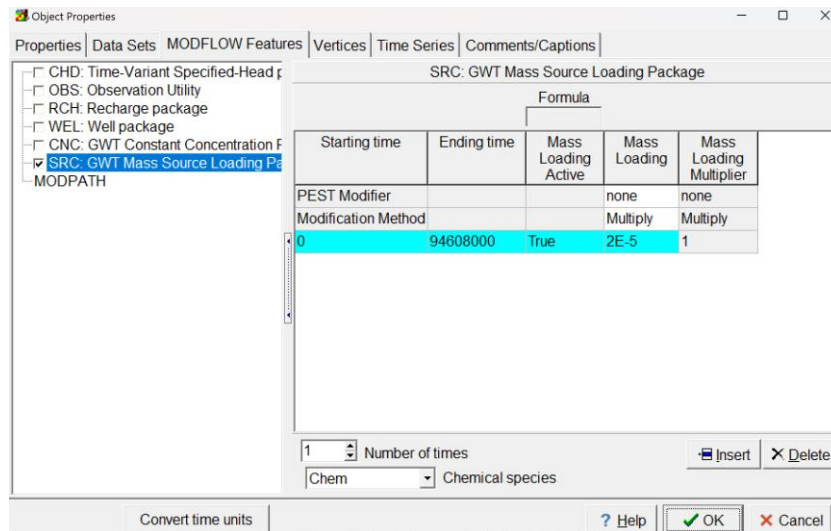 Object Properties
Properties Data Sets MODFLOW Features Vertices Time Series Comments/Captions
CHD: Time-Variant Specified-Head p
OBS: Observation Utility
RCH: Recharge package
WEL: Well package
CNC: GWT Constant Concentration F
SRC: GWT Mass Source Loading Pa
MODPATH
SRC: GWT Mass Source Loading Package
Formula
Starting time Ending time Mass Loading Active Mass Loading Mass Loading Multiplier
PEST Modifier none none
Modification Method Multiply Multiply
0 94608000 True 2E-5 1
1 Number of times Insert Delete
Chem Chemical species
Convert time units ? Help OK Cancel